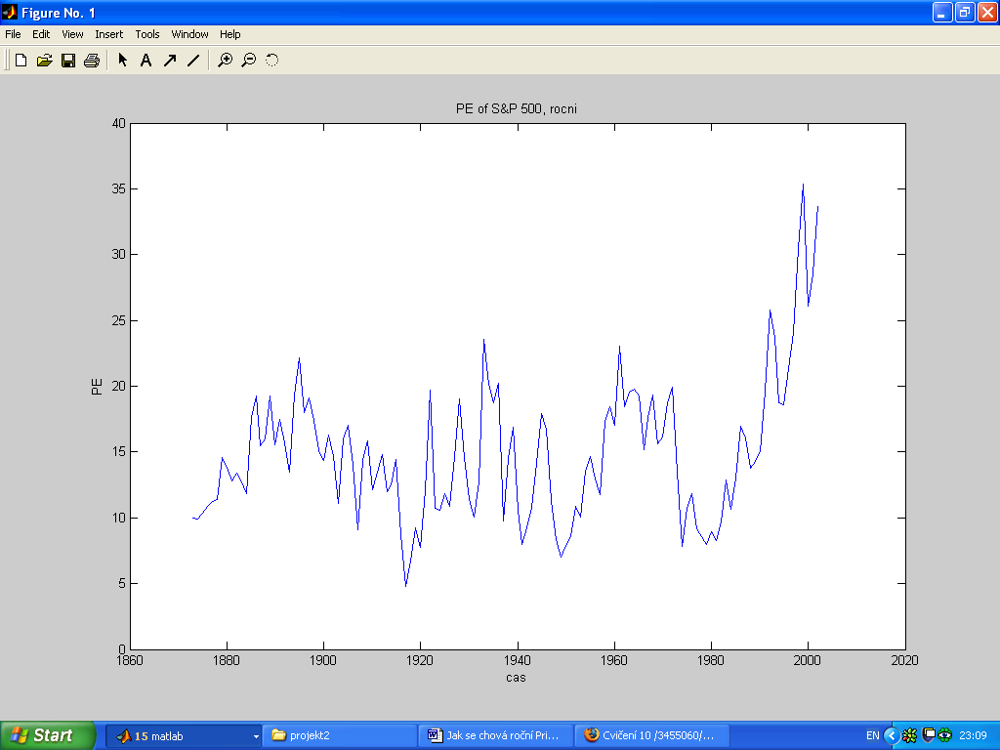 Figure No. 1
File Edit View Insert Tools Window Help
A
PE of S&P 500, rocni
40
35
30
25
20
15
10
5
0
PE
1860 1880 1900 1920 1940 1960 1980 2000 2020
cas
Start 15 matlab projekt2 Jak se chová roční Pri... Cvičení 10 /3455060/... EN 23:09